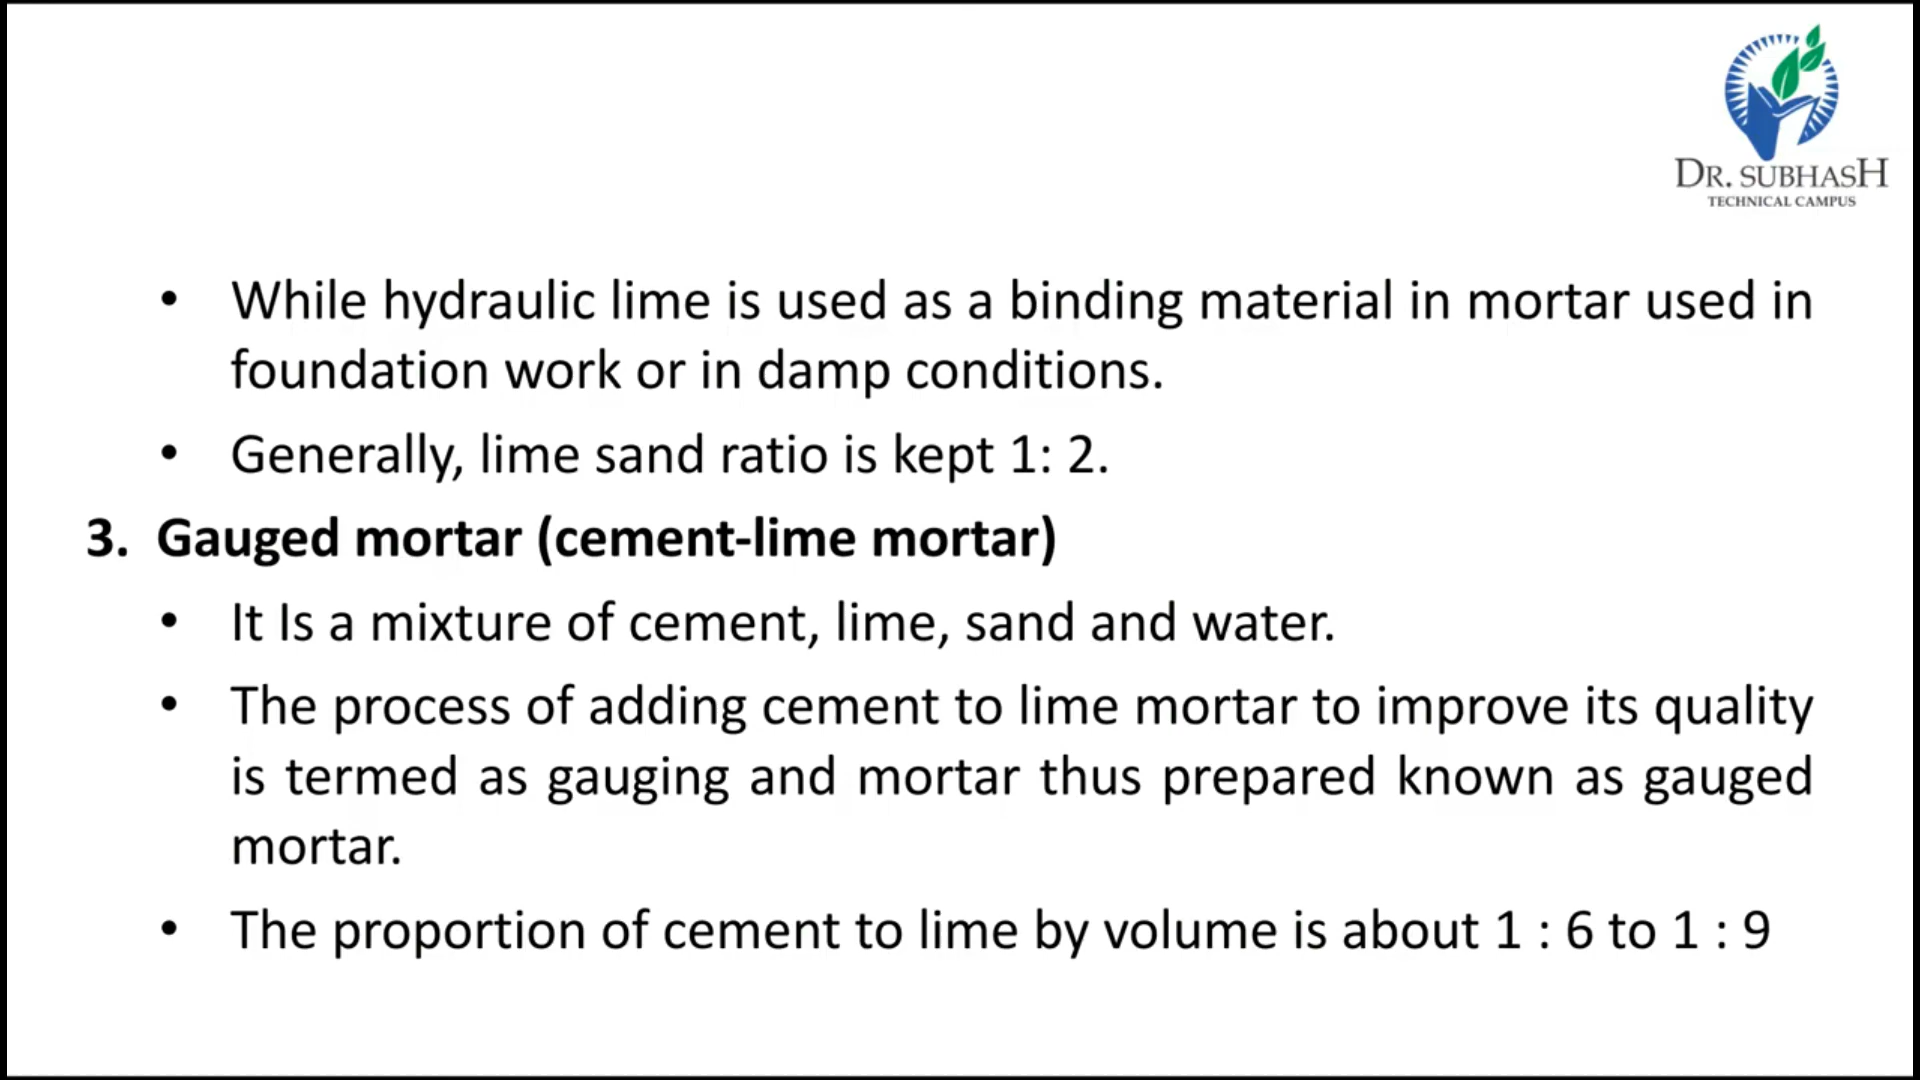 DR. SUBHASH
TECHNICAL CAMPUS
• While hydraulic lime is used as a binding material in mortar used in
foundation work or in damp conditions.
• Generally, lime sand ratio is kept 1: 2.
3. Gauged mortar (cement-lime mortar)
• It Is a mixture of cement, lime, sand and water.
• The process of adding cement to lime mortar to improve its quality
is termed as gauging and mortar thus prepared known as gauged
mortar.
• The proportion of cement to lime by volume is about 1 : 6 to 1 : 9